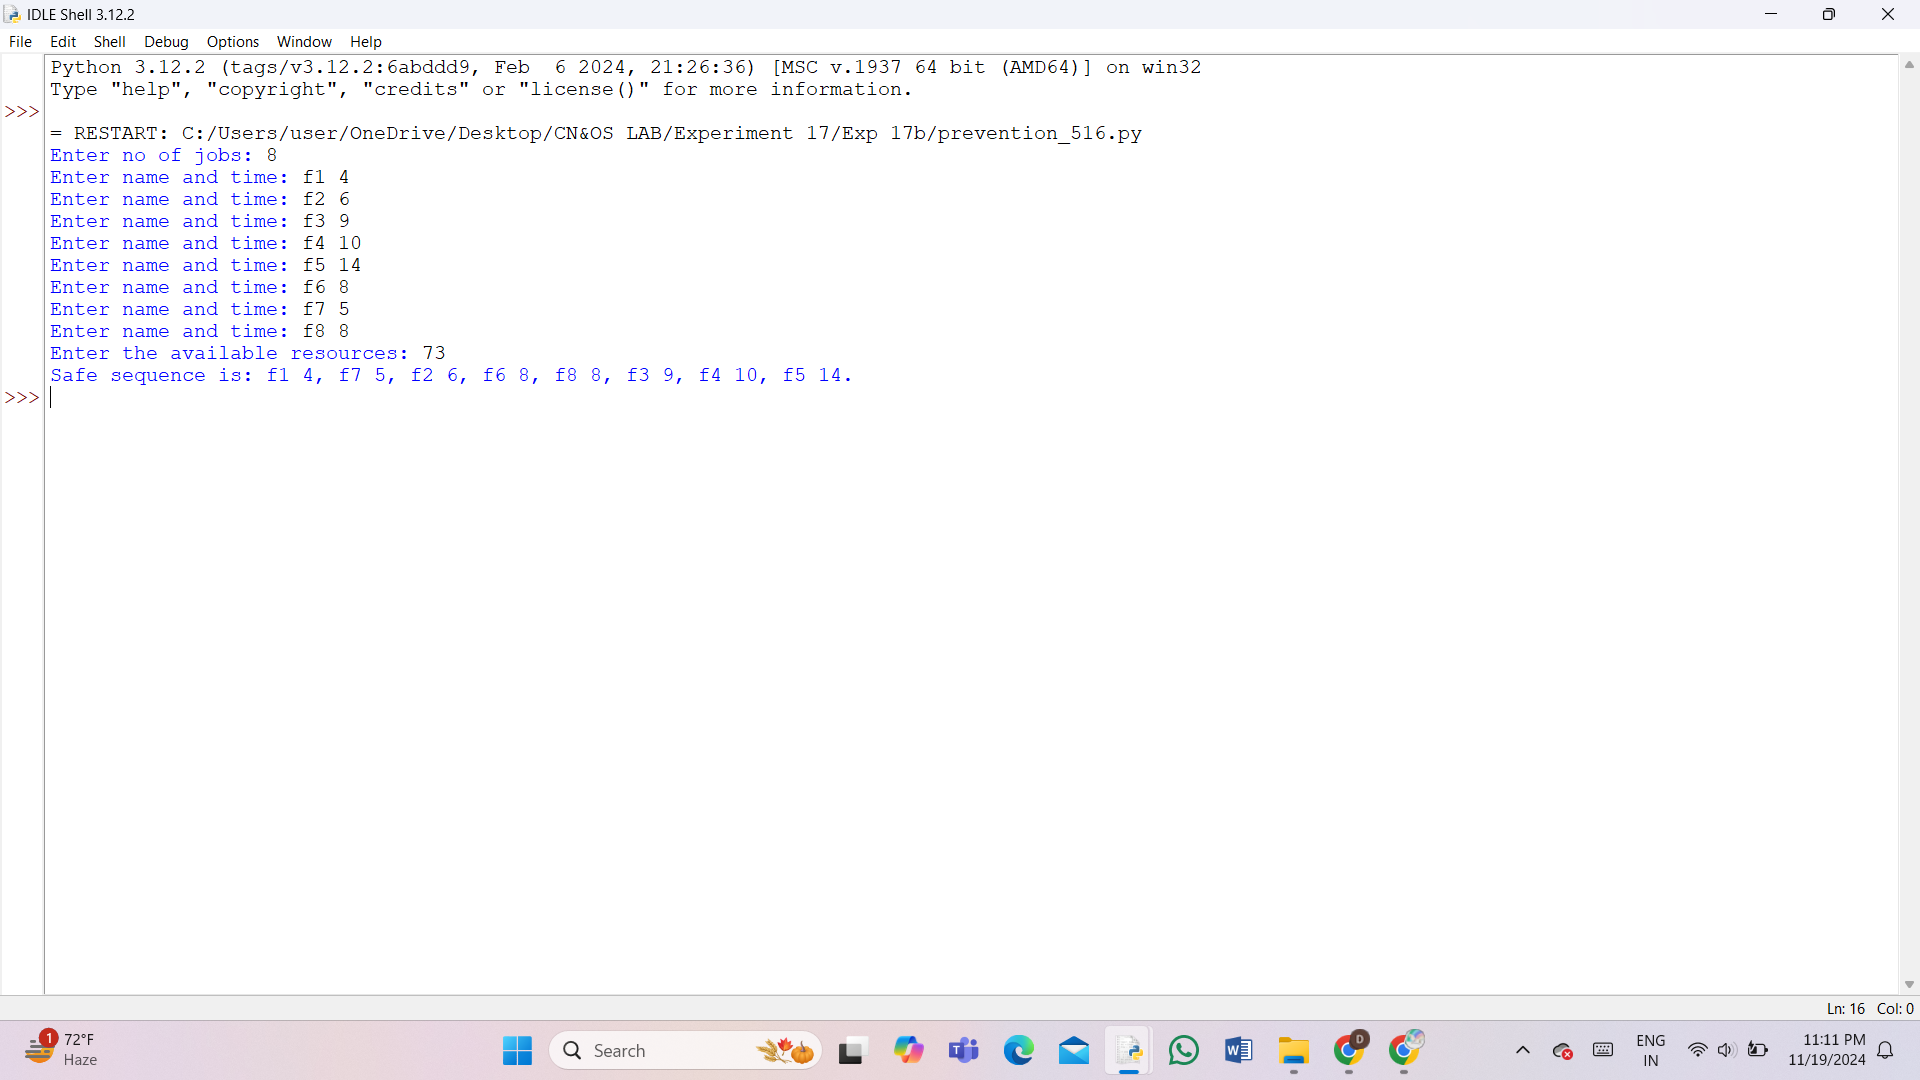 IDLE Shell 3.12.2
File Edit Shell Debug Options Window Help
Python 3.12.2 (tags/v3.12.2:6abddd9, Feb  6 2024, 21:26:36) [MSC v.1937 64 bit (AMD64)] on win32
Type "help", "copyright", "credits" or "license()" for more information.
>>>
= RESTART: C:/Users/user/OneDrive/Desktop/CN&OS LAB/Experiment 17/Exp 17b/prevention_516.py
Enter no of jobs: 8
Enter name and time: f1 4
Enter name and time: f2 6
Enter name and time: f3 9
Enter name and time: f4 10
Enter name and time: f5 14
Enter name and time: f6 8
Enter name and time: f7 5
Enter name and time: f8 8
Enter the available resources: 73
Safe sequence is: f1 4, f7 5, f2 6, f6 8, f8 8, f3 9, f4 10, f5 14.
>>>
Ln: 16 Col: 0
1
72°F
Haze
Search
D
ENG
IN
11:11 PM
11/19/2024